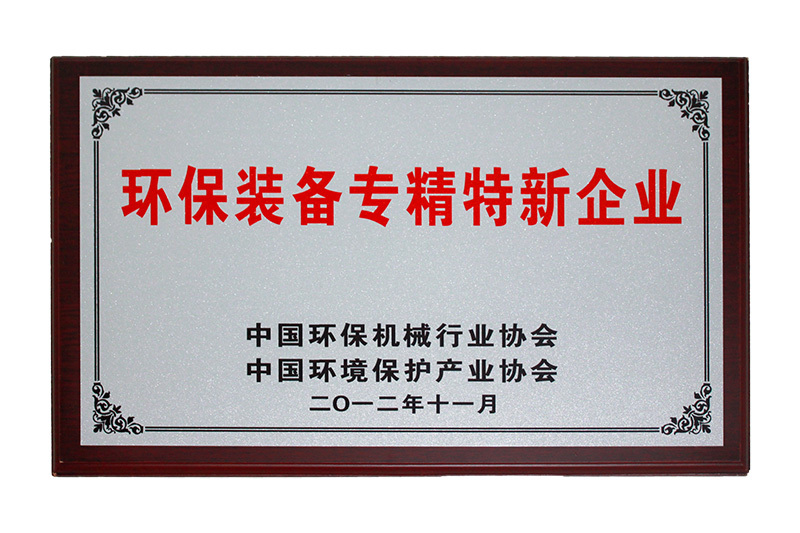 环保装备专精特新企业
中国环保机械行业协会
中国环境保护产业协会
二〇一二年十一月